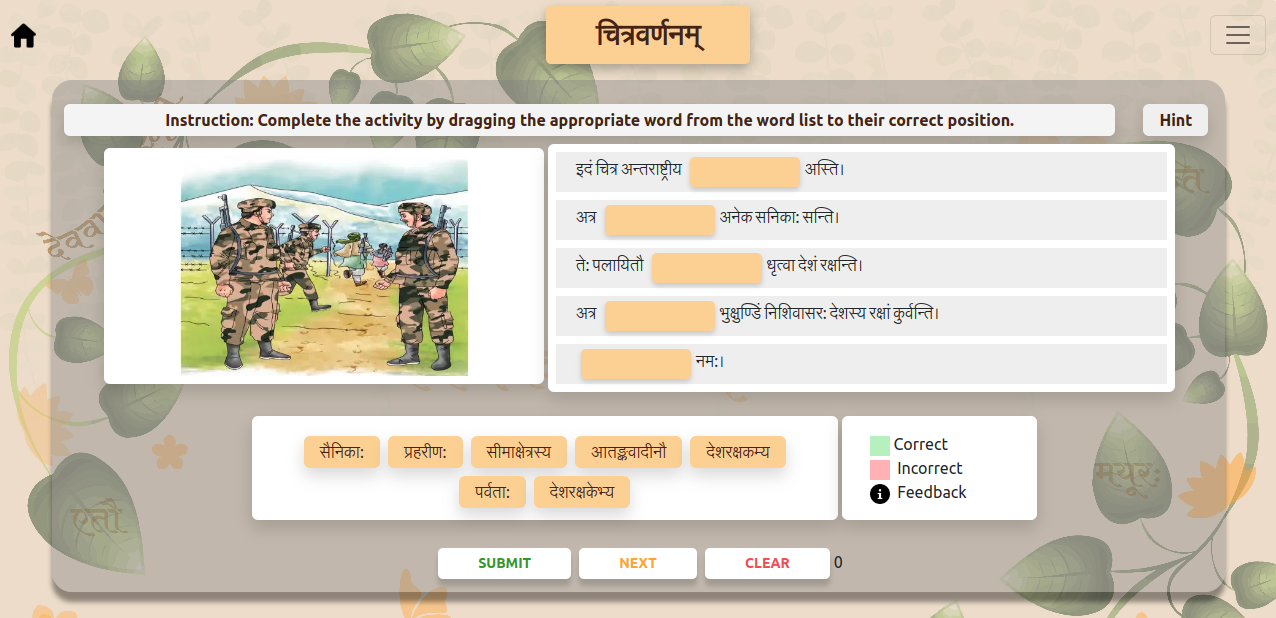 चित्रवर्णनम्
Instruction: Complete the activity by dragging the appropriate word from the word list to their correct position.
Hint
इदं चित्र अन्तराष्ट्रीय अस्ति।
अत्र अनेक सनिका: सन्ति।
ते: पलायितौ धृत्वा देशं रक्षन्ति।
अत्र भुक्षुण्डिं निशिवासर: देशस्य रक्षां कुर्वन्ति।
नम:।
सैनिका: प्रहरीण: सीमाक्षेत्रस्य आतङ्कवादीनौ देशरक्षकम्य
पर्वता: देशरक्षकेभ्य
Correct
Incorrect
Feedback
SUBMIT NEXT CLEAR 0
एतौ
मयूरः